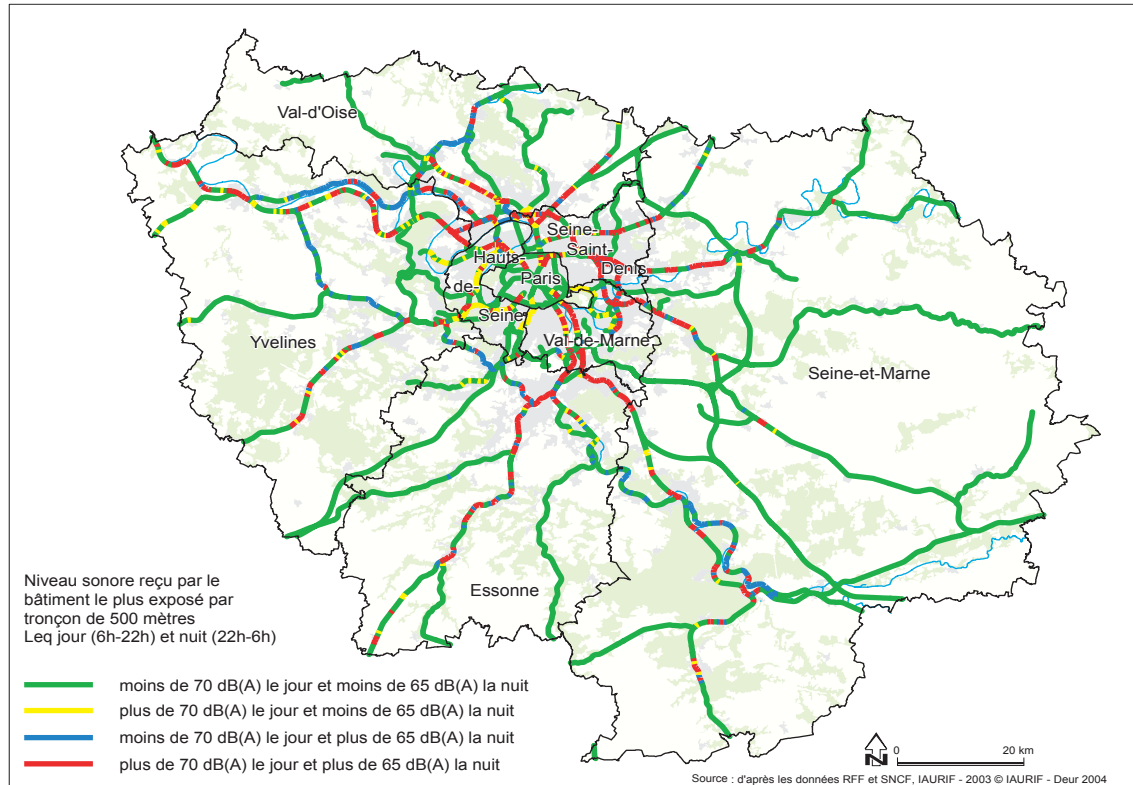 Val-d'Oise
Seine-
Saint-
Denis
Hauts-
Paris
de-
Seine
Val-de-Marne
Yvelines
Seine-et-Marne
Essonne
Niveau sonore reçu par le
bâtiment le plus exposé par
tronçon de 500 mètres
Leq jour (6h-22h) et nuit (22h-6h)
moins de 70 dB(A) le jour et moins de 65 dB(A) la nuit
plus de 70 dB(A) le jour et moins de 65 dB(A) la nuit
moins de 70 dB(A) le jour et plus de 65 dB(A) la nuit
plus de 70 dB(A) le jour et plus de 65 dB(A) la nuit
N
0 20 km
Source : d'après les données RFF et SNCF, IAURIF - 2003 © IAURIF - Deur 2004